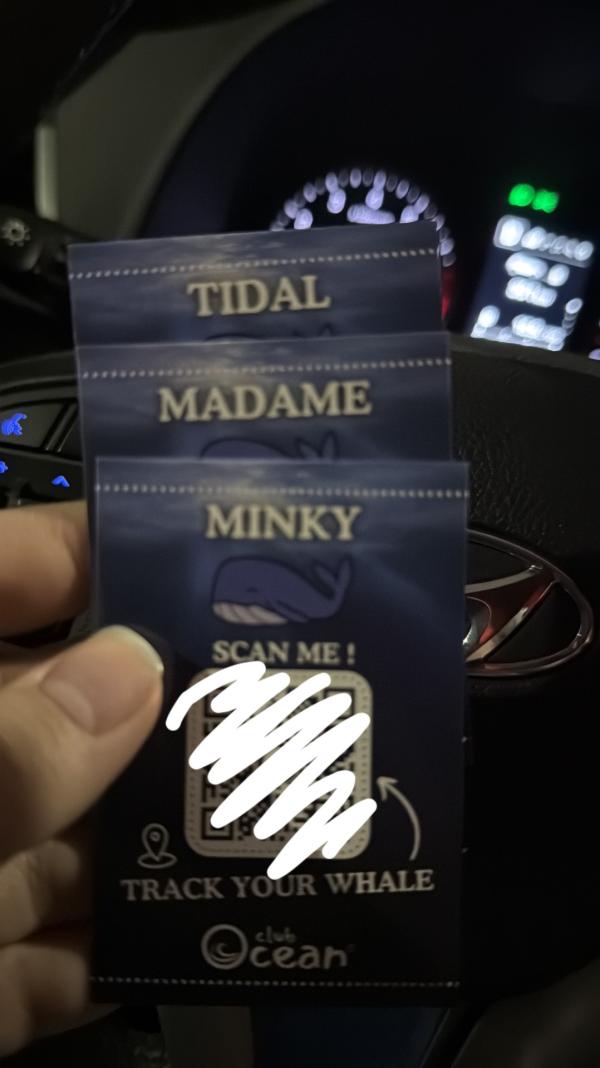 TIDAL
MADAME
MINKY
SCAN ME !
TRACK YOUR WHALE
club
Ocean